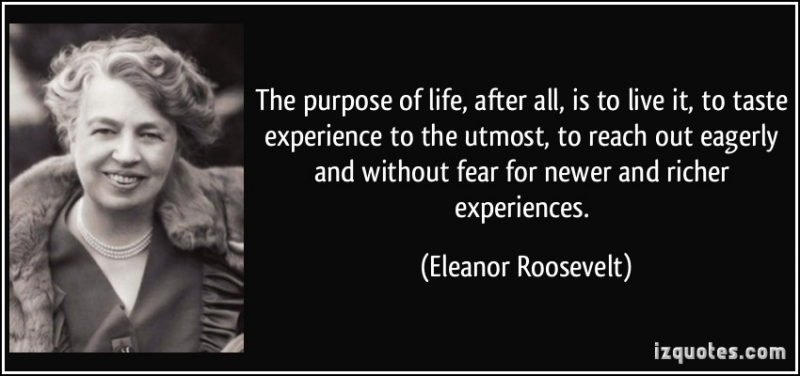 The purpose of life, after all, is to live it, to taste
experience to the utmost, to reach out eagerly
and without fear for newer and richer
experiences.
(Eleanor Roosevelt)
izquotes.com